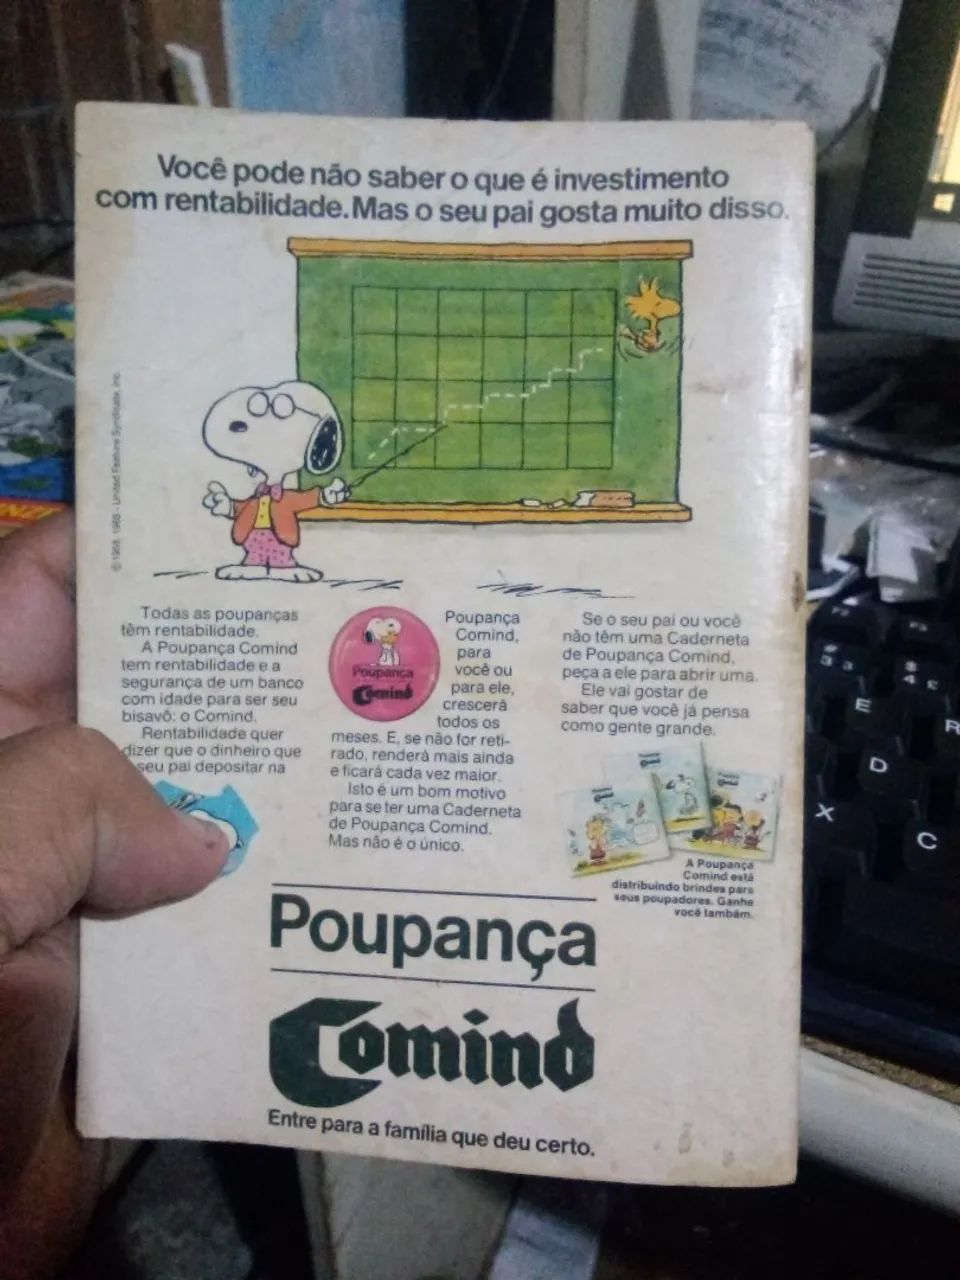 Você pode não saber o que é investimento
com rentabilidade. Mas o seu pai gosta muito disso.
© 1958, 1965 - United Feature Syndicate, Inc.
Todas as poupanças
têm rentabilidade.
A Poupança Comind
tem rentabilidade e a
segurança de um banco
com idade para ser seu
bisavô: o Comind.
Rentabilidade quer
dizer que o dinheiro que
seu pai depositar na
Poupança
Comind
Poupança
Comind,
para
você ou
para ele,
crescerá
todos os
meses. E, se não for reti-
rado, renderá mais ainda
e ficará cada vez maior.
Isto é um bom motivo
para se ter uma Caderneta
de Poupança Comind.
Mas não é o único.
Se o seu pai ou você
não têm uma Caderneta
de Poupança Comind,
peça a ele para abrir uma.
Ele vai gostar de
saber que você já pensa
como gente grande.
A Poupança
Comind está
distribuindo brindes para
seus poupadores. Ganhe
você também.
Poupança
Comind
Entre para a família que deu certo.
E
R
D
X
C